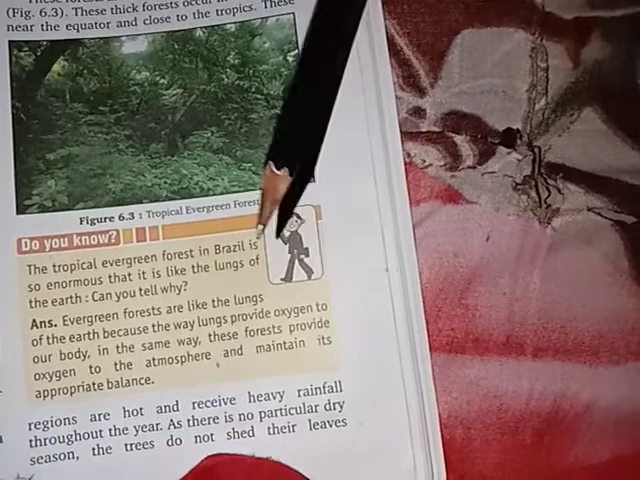 (Fig. 6.3). These thick forests occur in
near the equator and close to the tropics. These
Figure 6.3 : Tropical Evergreen Forest
Do you know?
The tropical evergreen forest in Brazil is
so enormous that it is like the lungs of
the earth : Can you tell why?
Ans. Evergreen forests are like the lungs
of the earth because the way lungs provide oxygen to
our body, in the same way, these forests provide
oxygen to the atmosphere and maintain its
appropriate balance.
regions are hot and receive heavy rainfall
throughout the year. As there is no particular dry
season, the trees do not shed their leaves